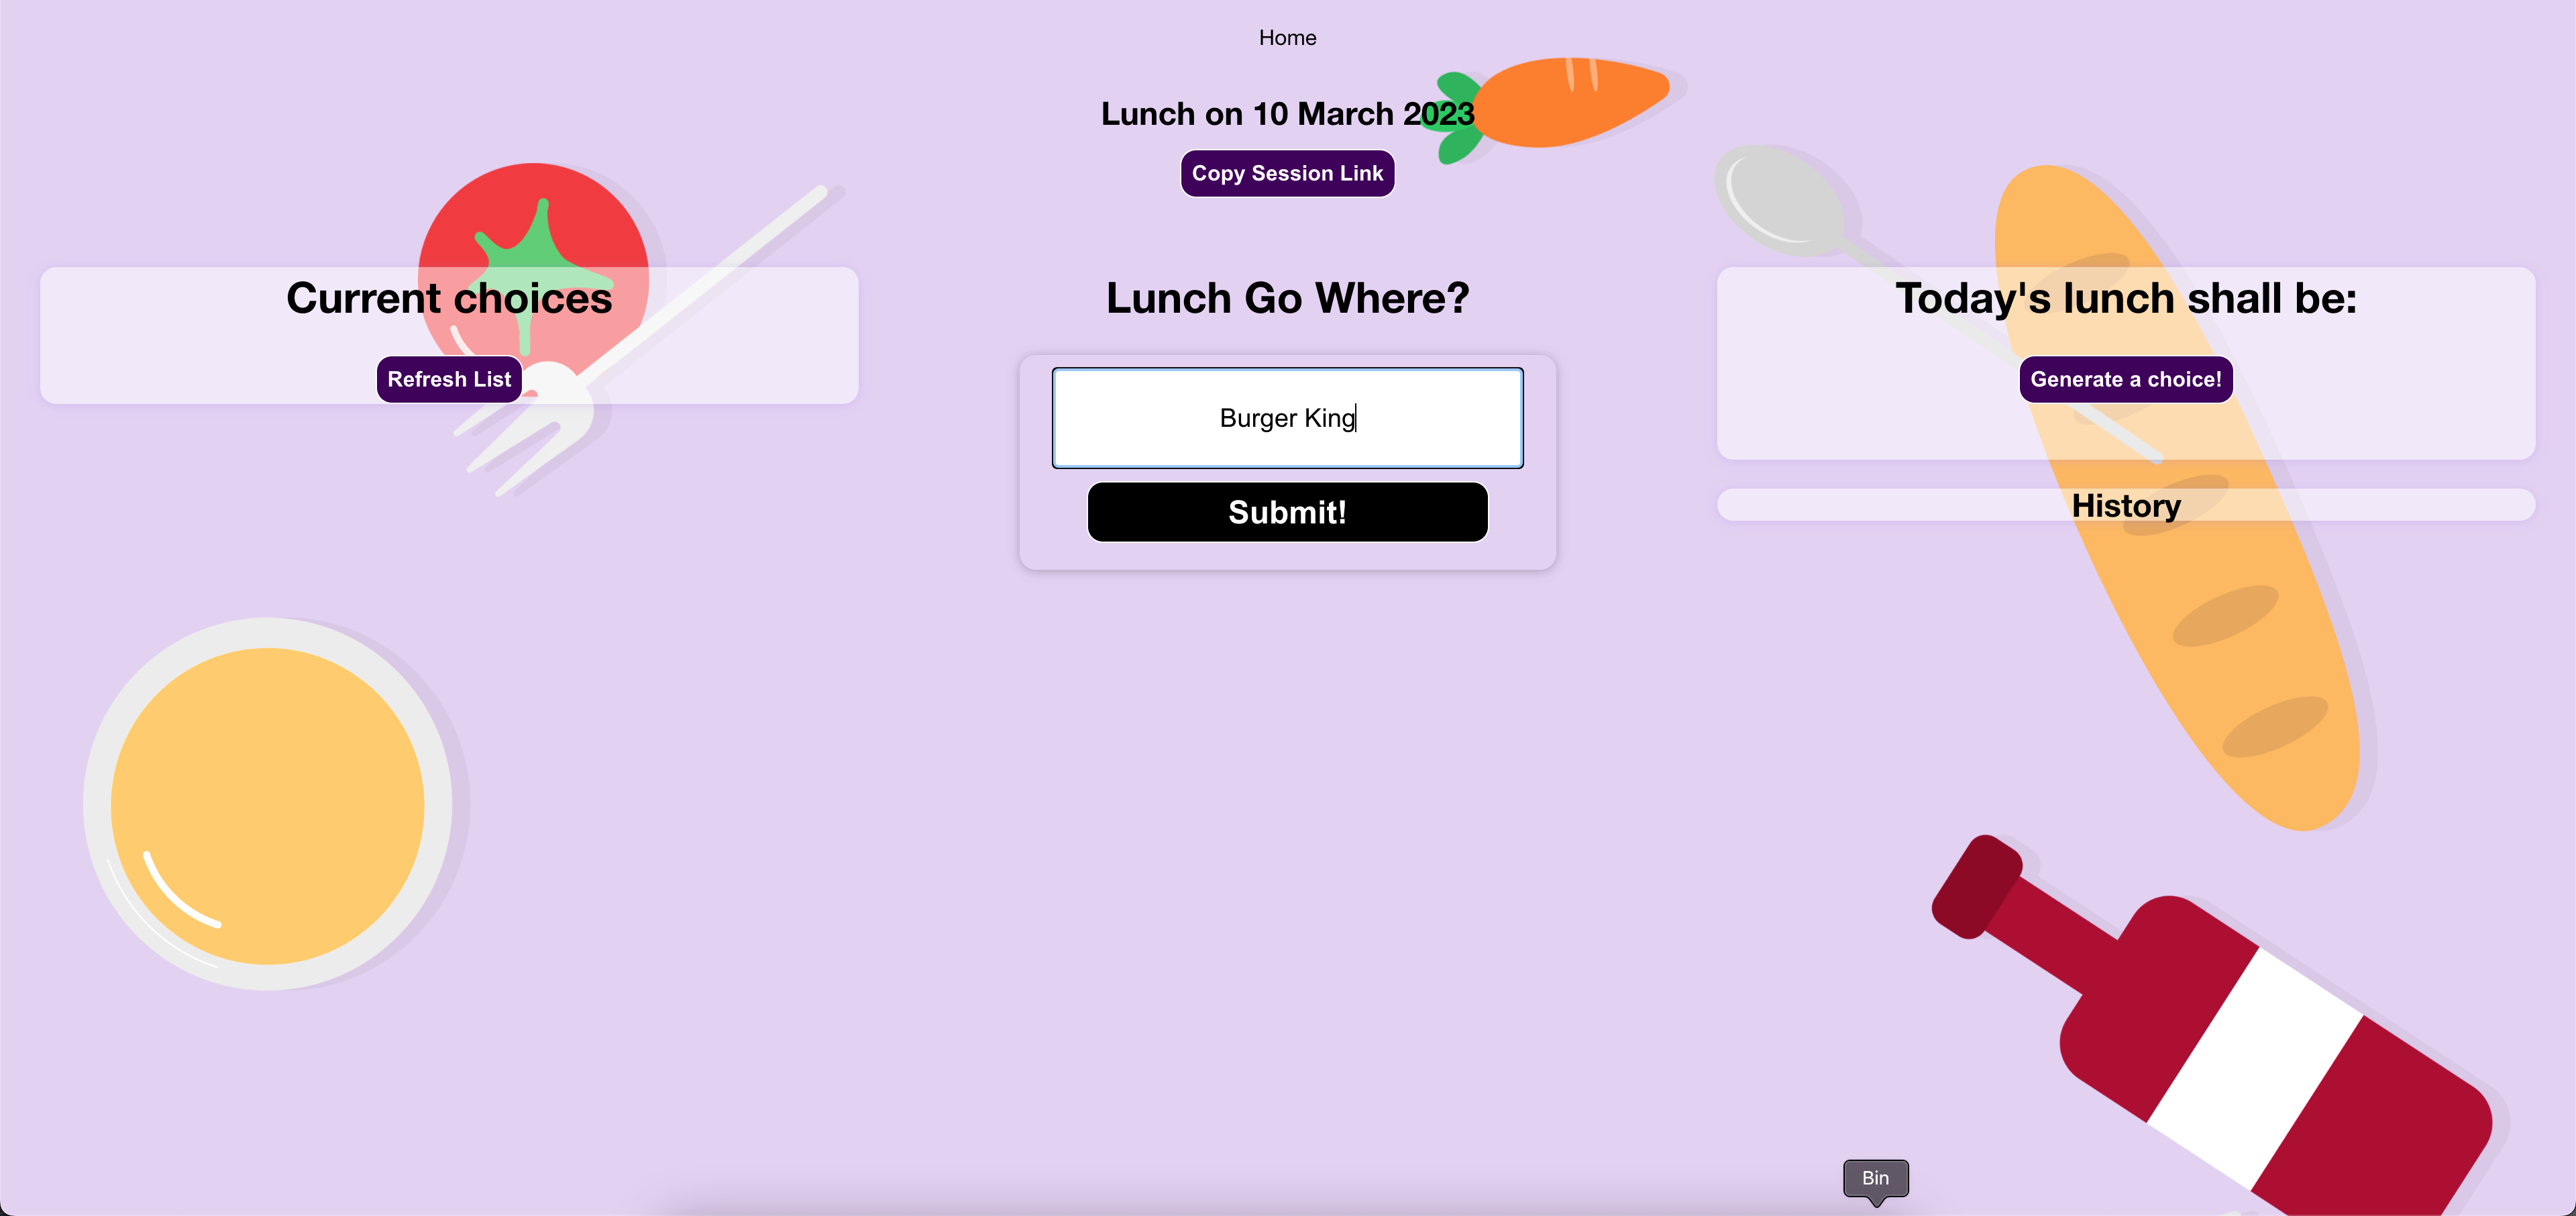 Home
Lunch on 10 March 2023
Copy Session Link
Current choices
Refresh List
Lunch Go Where?
Burger King
Submit!
Today's lunch shall be:
Generate a choice!
History
Bin